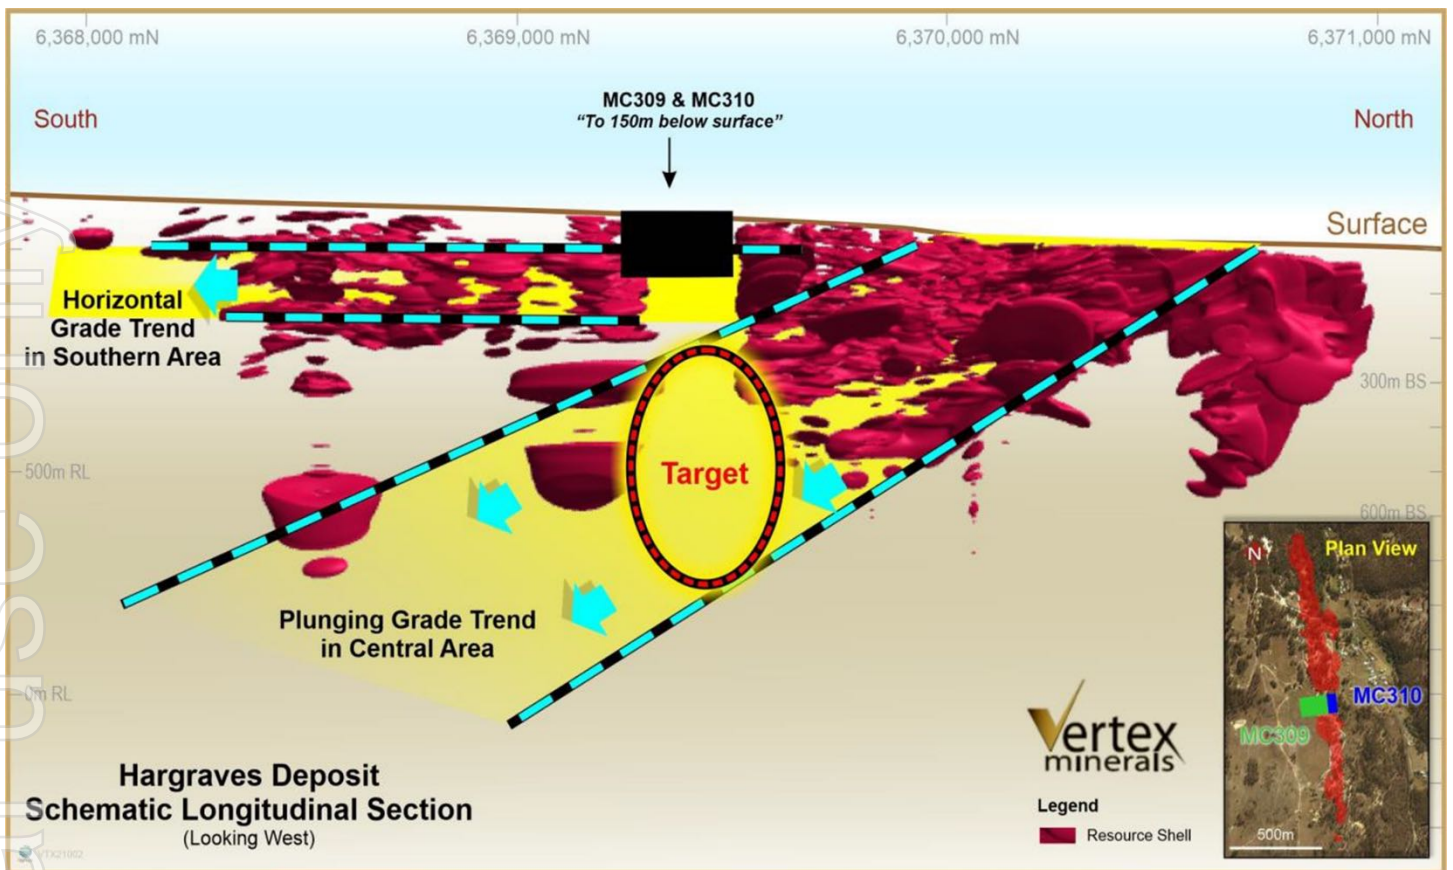 6,368,000 mN
6,369,000 mN
6,370,000 mN
6,371,000 mN
South
MC309 & MC310
“To 150m below surface”
North
Surface
Horizontal
Grade Trend
in Southern Area
300m BS
500m RL
Target
600m BS
Plunging Grade Trend
in Central Area
0m RL
Hargraves Deposit
Schematic Longitudinal Section
(Looking West)
VTX21002
Vertex
minerals
Legend
Resource Shell
N
Plan View
MC310
MC309
500m
only